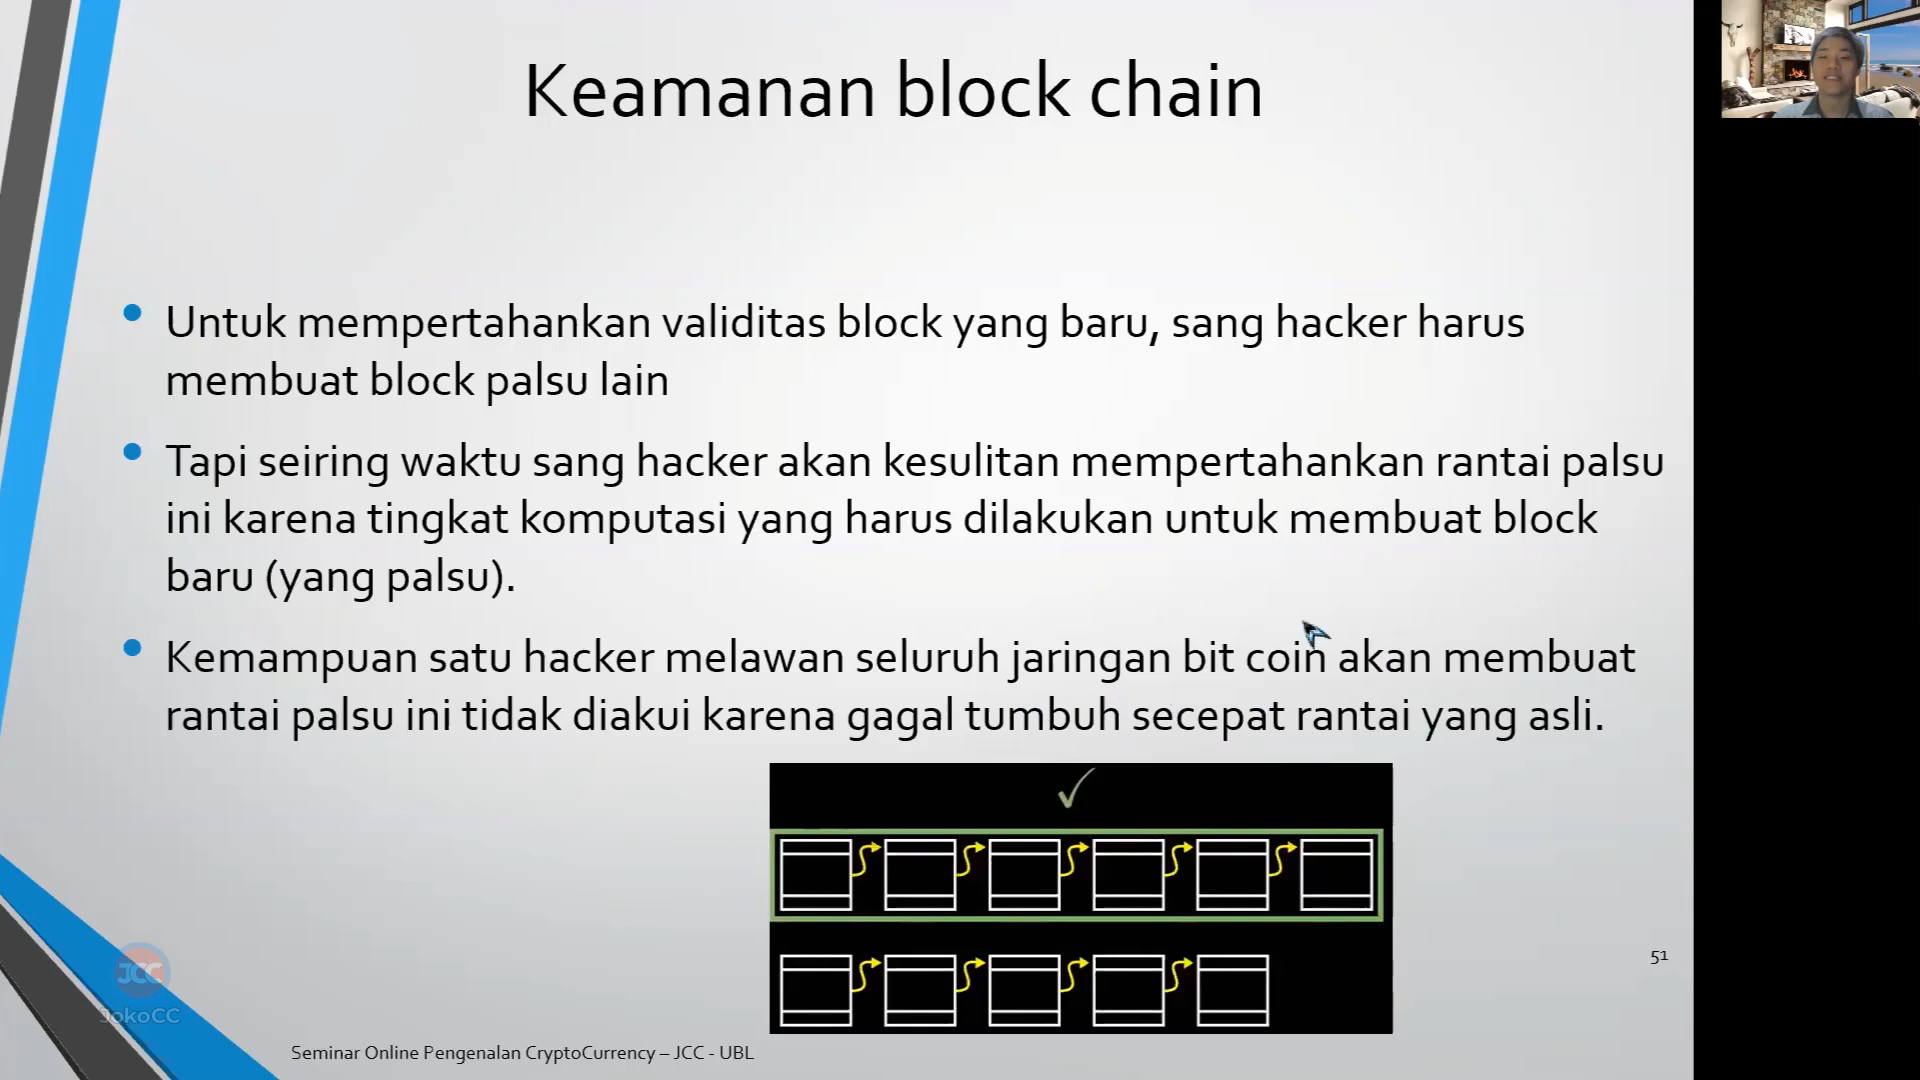 Keamanan block chain
Untuk mempertahankan validitas block yang baru, sang hacker harus
membuat block palsu lain
Tapi seiring waktu sang hacker akan kesulitan mempertahankan rantai palsu
ini karena tingkat komputasi yang harus dilakukan untuk membuat block
baru (yang palsu).
Kemampuan satu hacker melawan seluruh jaringan bit coin akan membuat
rantai palsu ini tidak diakui karena gagal tumbuh secepat rantai yang asli.
51
JCC
JokoCC
Seminar Online Pengenalan CryptoCurrency – JCC - UBL